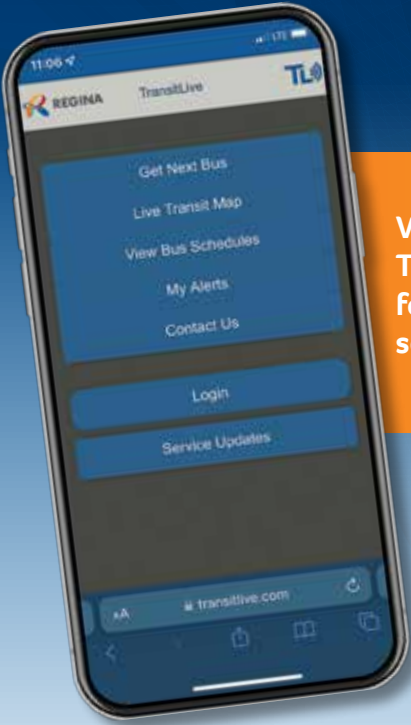 11:06
LTE
REGINA
TransitLive
TL
Get Next Bus
Live Transit Map
View Bus Schedules
My Alerts
Contact Us
Login
Service Updates
AA
transitlive.com